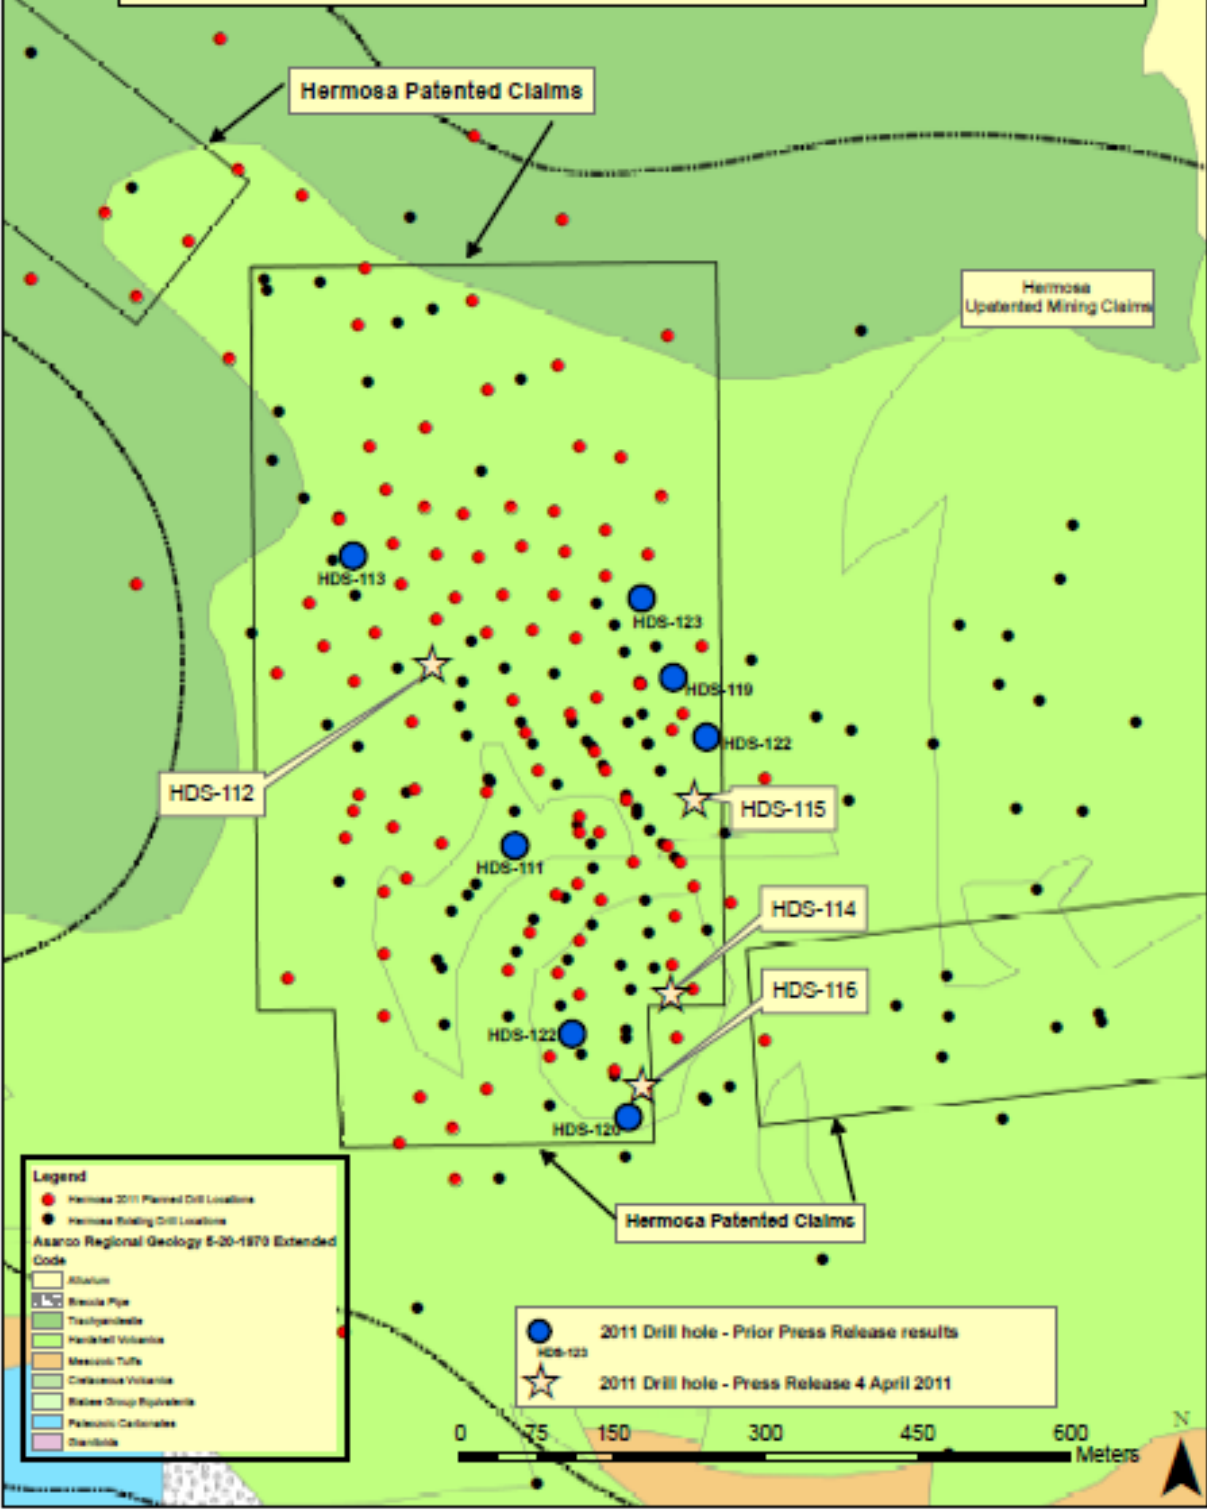 Hermosa Patented Claims
Hermosa
Upatented Mining Claims
HDS-113
HDS-123
HDS-119
HDS-122
HDS-112
HDS-115
HDS-111
HDS-114
HDS-116
HDS-122
HDS-120
Hermosa Patented Claims
Legend
Hermosa 2011 Planned Drill Locations
Hermosa Existing Drill Locations
Asarco Regional Geology 5-20-1970 Extended
Code
Alluvium
Breccia Pipe
Trachyandesite
Hardshell Volcanics
Mesozoic Tuffs
Cretaceous Volcanics
Bisbee Group Equivalents
Paleozoic Carbonates
Granitoids
2011 Drill hole - Prior Press Release results
HDS-123
2011 Drill hole - Press Release 4 April 2011
0 75 150 300 450 600
Meters
N